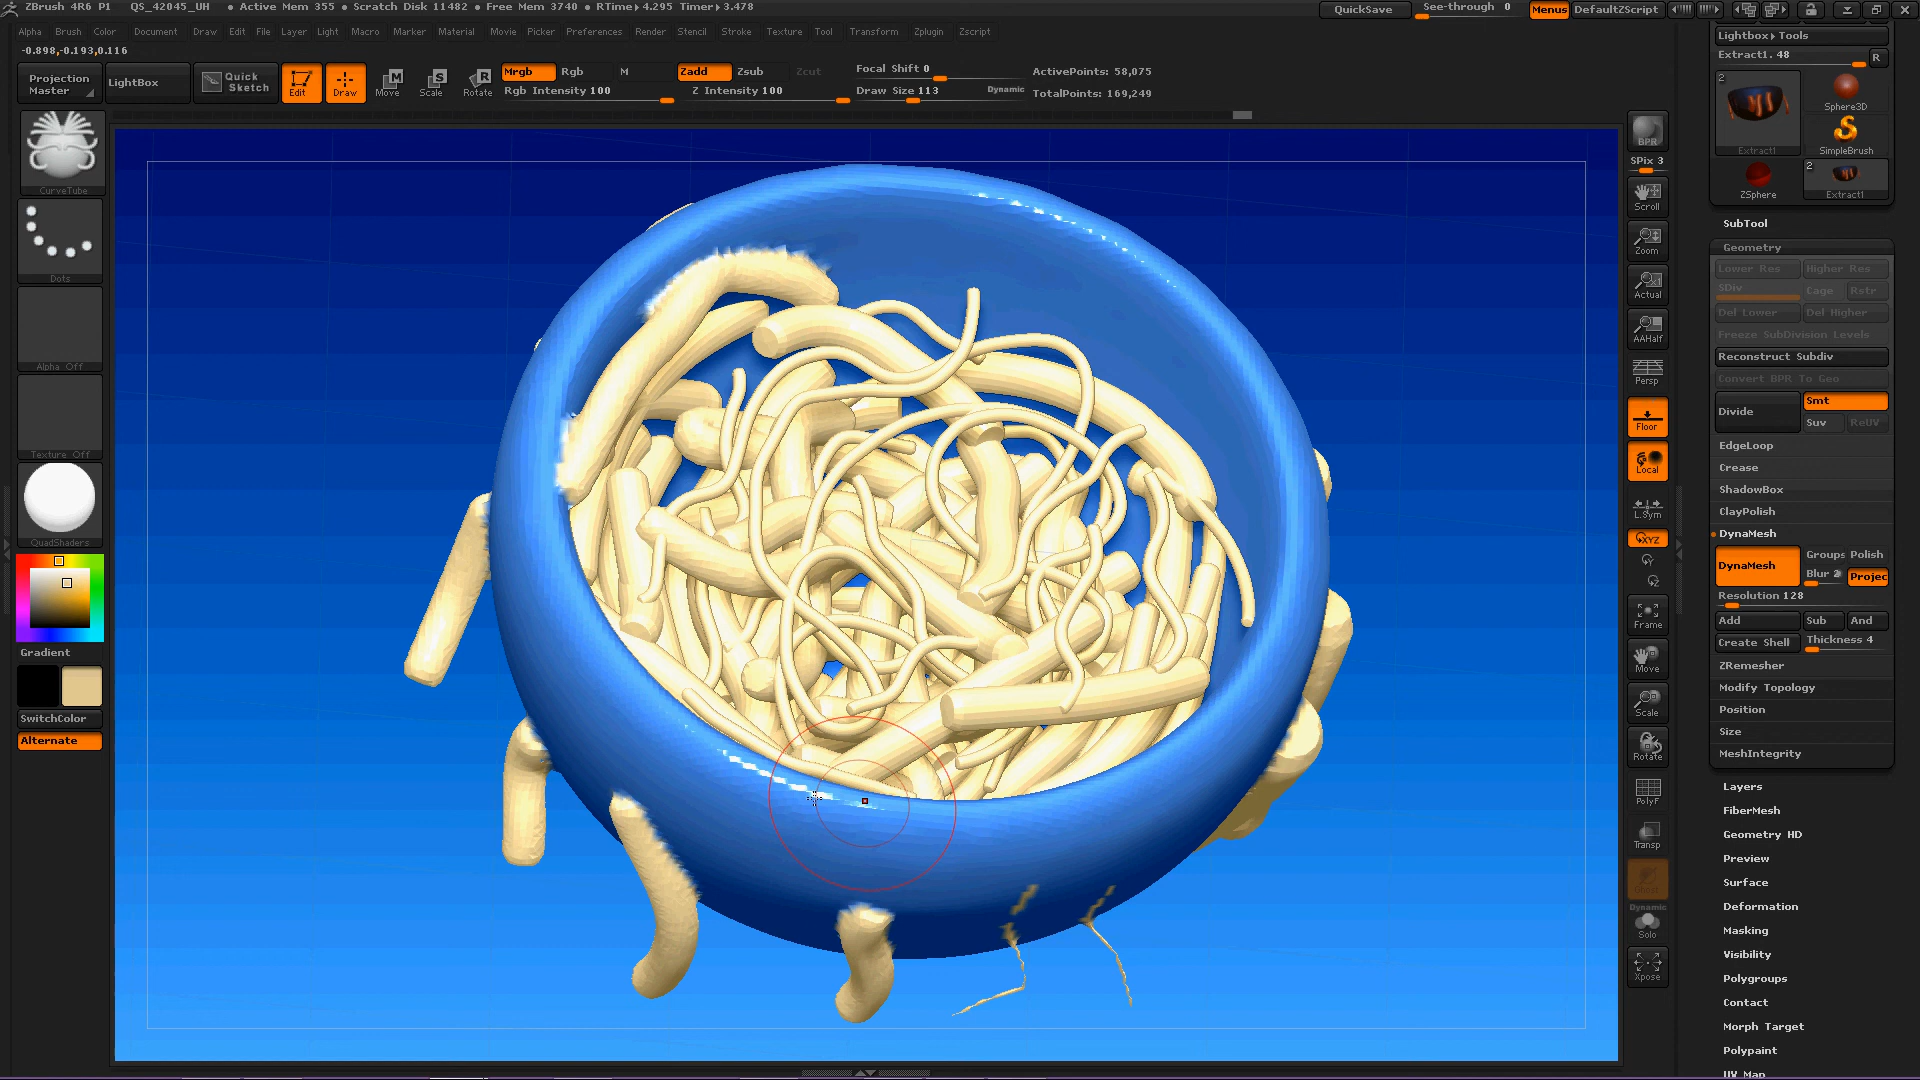 ZBrush 4R6 P1 QS_42045_UH • Active Mem 355 • Scratch Disk 11482 • Free Mem 3740 • RTime▸4.295 Timer▸3.478 QuickSave See-through 0 Menus DefaultZScript
Alpha Brush Color Document Draw Edit File Layer Light Macro Marker Material Movie Picker Preferences Render Stencil Stroke Texture Tool Transform Zplugin Zscript
-0.898,-0.193,0.116
Projection Master
LightBox
Quick Sketch
Edit
Draw
Move
Scale
Rotate
Mrgb Rgb M
Rgb Intensity 100
Zadd Zsub Zcut
Z Intensity 100
Focal Shift 0
Draw Size 113 Dynamic
ActivePoints: 58,075
TotalPoints: 169,249
CurveTube
Dots
Alpha Off
Texture Off
QuadShaders
Gradient
SwitchColor
Alternate
BPR
SPix 3
Scroll
Zoom
Actual
AAHalf
Persp
Floor
Local
L.Sym
XYZ
Y
Z
Frame
Move
Scale
Rotate
PolyF
Transp
Ghost
Dynamic
Solo
Xpose
Lightbox▸Tools
Extract1. 48 R
2
Extract1
Sphere3D
SimpleBrush
ZSphere
2
Extract1
SubTool
Geometry
Lower Res Higher Res
SDiv Cage Rstr
Del Lower Del Higher
Freeze SubDivision Levels
Reconstruct Subdiv
Convert BPR To Geo
Divide Smt
Suv ReUV
EdgeLoop
Crease
ShadowBox
ClayPolish
DynaMesh
DynaMesh Groups Polish
Blur 2 Projec
Resolution 128
Add Sub And
Create Shell Thickness 4
ZRemesher
Modify Topology
Position
Size
MeshIntegrity
Layers
FiberMesh
Geometry HD
Preview
Surface
Deformation
Masking
Visibility
Polygroups
Contact
Morph Target
Polypaint
UV Map